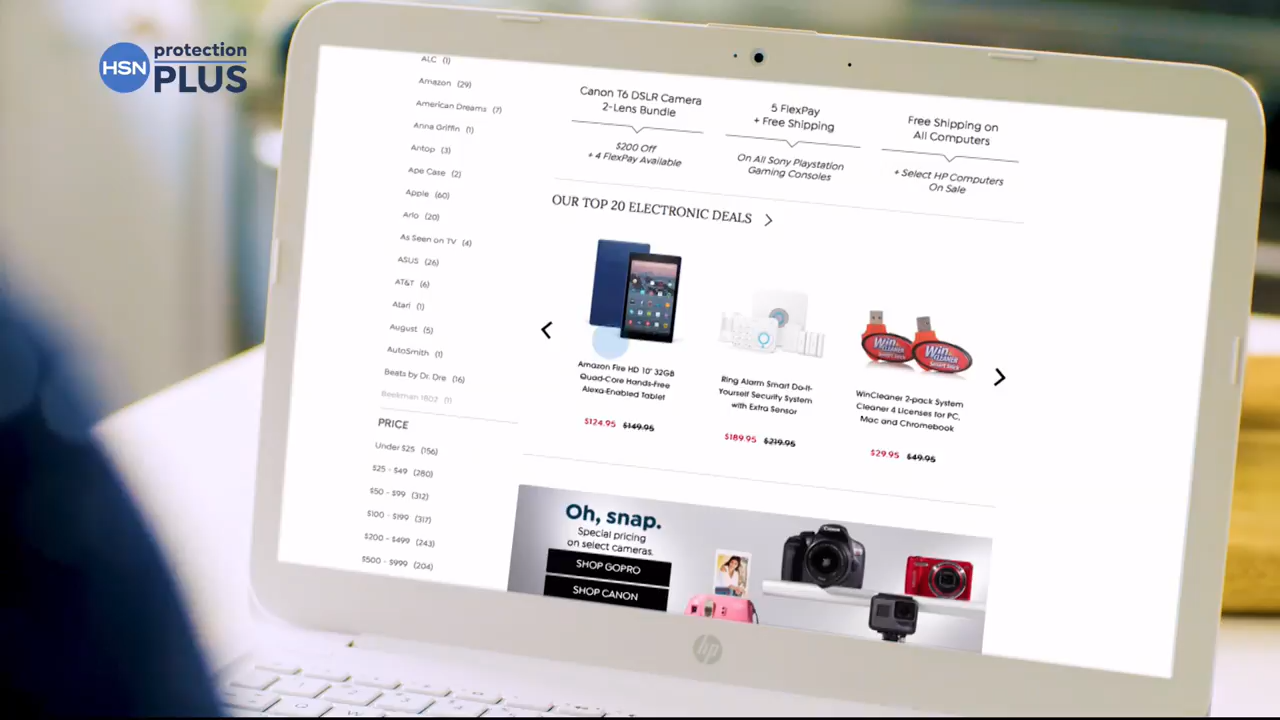 HSN
protection
PLUS
ALC (1)
Amazon (29)
American Dreams (7)
Anna Griffin (1)
Antop (3)
Ape Case (2)
Apple (60)
Arlo (20)
As Seen on TV (4)
ASUS (26)
AT&T (6)
Atari (1)
August (5)
AutoSmith (1)
Beats by Dr. Dre (16)
Beekman 1802 (1)
PRICE
Under $25 (156)
$25 - $49 (280)
$50 - $99 (312)
$100 - $199 (317)
$200 - $499 (243)
$500 - $999 (204)
Canon T6 DSLR Camera
2-Lens Bundle
$200 Off
+ 4 FlexPay Available
5 FlexPay
+ Free Shipping
On All Sony Playstation
Gaming Consoles
Free Shipping on
All Computers
+ Select HP Computers
On Sale
OUR TOP 20 ELECTRONIC DEALS
Amazon Fire HD 10" 32GB
Quad-Core Hands-Free
Alexa-Enabled Tablet
$124.95 $149.95
Ring Alarm Smart Do-It-
Yourself Security System
with Extra Sensor
$189.95 $219.95
Win
CLEANER
Win
CLEANER
WinCleaner 2-pack System
Cleaner 4 Licenses for PC,
Mac and Chromebook
$29.95 $49.95
Oh, snap.
Special pricing
on select cameras.
SHOP GOPRO
SHOP CANON
Canon
hp